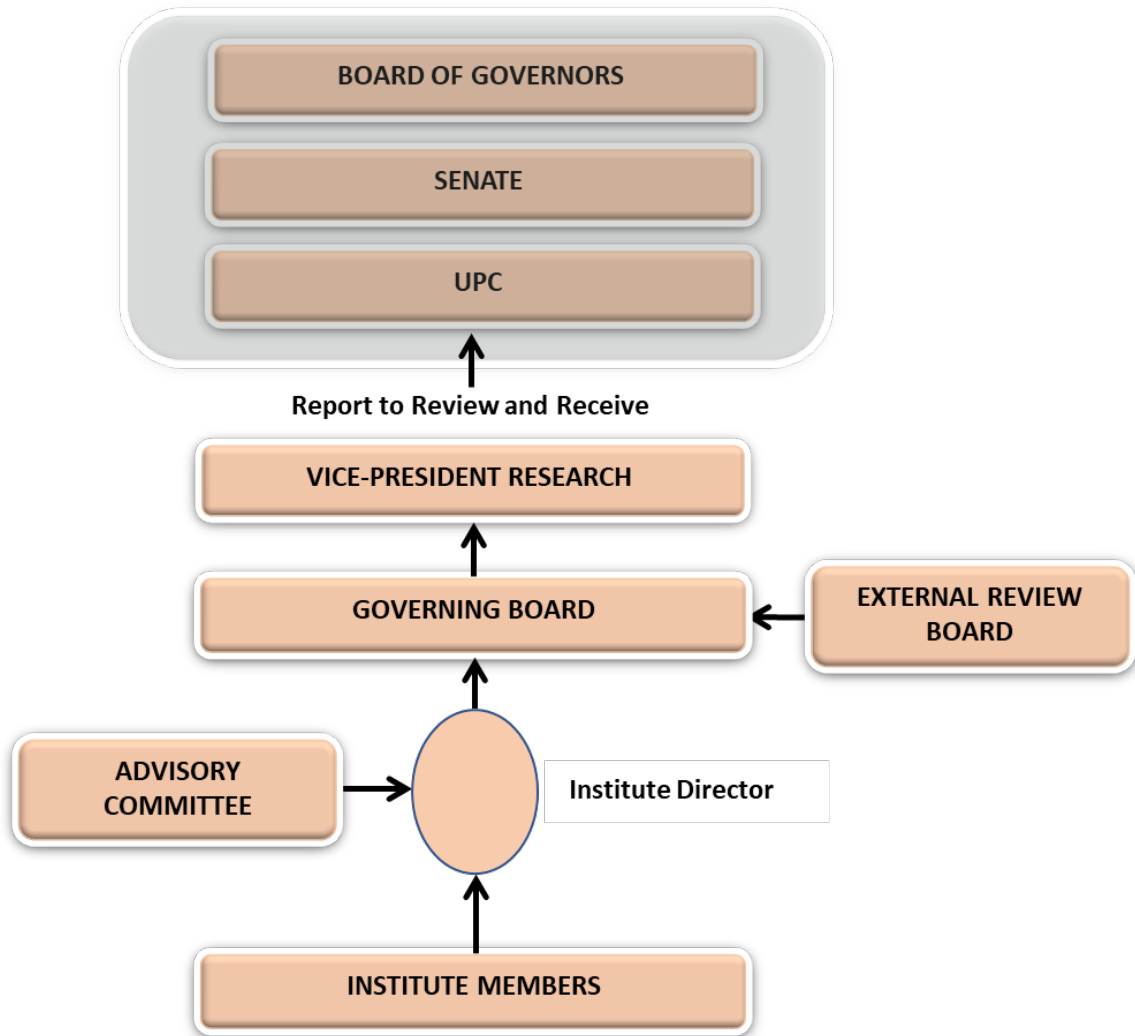 BOARD OF GOVERNORS
SENATE
UPC
Report to Review and Receive
VICE-PRESIDENT RESEARCH
GOVERNING BOARD
EXTERNAL REVIEW
BOARD
ADVISORY
COMMITTEE
Institute Director
INSTITUTE MEMBERS